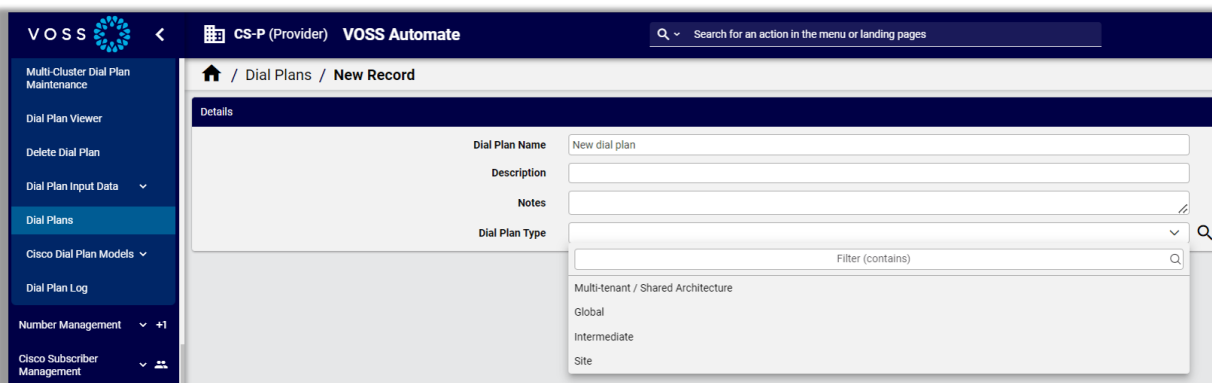 VOSS
CS-P (Provider) VOSS Automate
Search for an action in the menu or landing pages
Multi-Cluster Dial Plan
Maintenance
Dial Plan Viewer
Delete Dial Plan
Dial Plan Input Data
Dial Plans
Cisco Dial Plan Models
Dial Plan Log
Number Management +1
Cisco Subscriber
Management
/ Dial Plans / New Record
Details
Dial Plan Name New dial plan
Description
Notes
Dial Plan Type
Filter (contains)
Multi-tenant / Shared Architecture
Global
Intermediate
Site